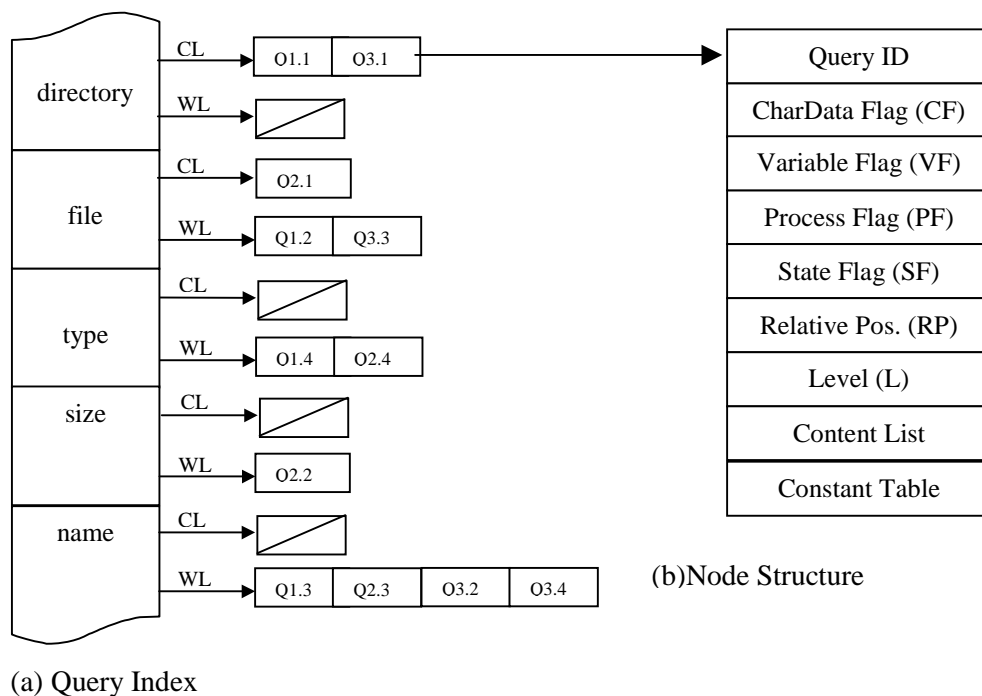 CL
O1.1 O3.1
directory
WL
CL
O2.1
file
WL
Q1.2 Q3.3
CL
type
WL
O1.4 O2.4
CL
size
WL
O2.2
CL
name
WL
Q1.3 Q2.3 O3.2 O3.4
(a) Query Index
Query ID
CharData Flag (CF)
Variable Flag (VF)
Process Flag (PF)
State Flag (SF)
Relative Pos. (RP)
Level (L)
Content List
Constant Table
(b)Node Structure